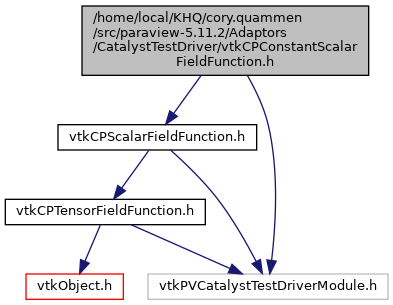 /home/local/KHQ/cory.quammen
/src/paraview-5.11.2/Adaptors
/CatalystTestDriver/vtkCPConstantScalar
FieldFunction.h
vtkCPScalarFieldFunction.h
vtkCPTensorFieldFunction.h
vtkObject.h
vtkPVCatalystTestDriverModule.h